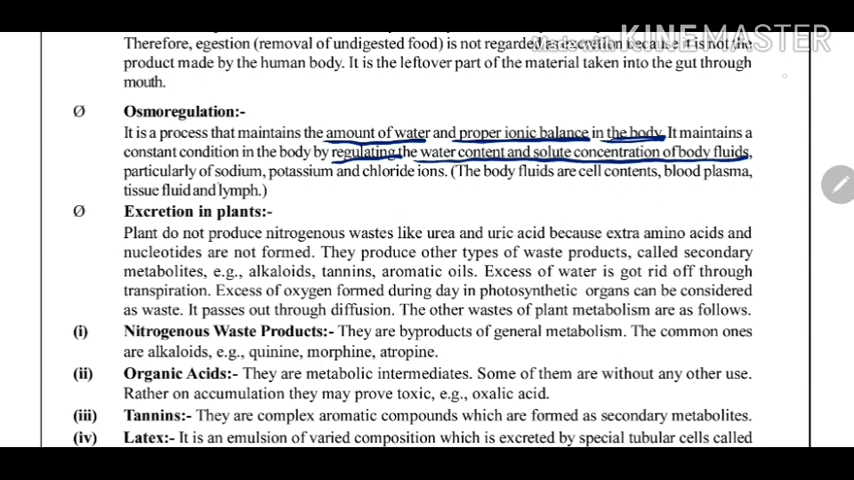 Made with KINEMASTER
Therefore, egestion (removal of undigested food) is not regarded as excretion because it is not the
product made by the human body. It is the leftover part of the material taken into the gut through
mouth.
Ø Osmoregulation:-
It is a process that maintains the amount of water and proper ionic balance in the body. It maintains a
constant condition in the body by regulating the water content and solute concentration of body fluids,
particularly of sodium, potassium and chloride ions. (The body fluids are cell contents, blood plasma,
tissue fluid and lymph.)
Ø Excretion in plants:-
Plant do not produce nitrogenous wastes like urea and uric acid because extra amino acids and
nucleotides are not formed. They produce other types of waste products, called secondary
metabolites, e.g., alkaloids, tannins, aromatic oils. Excess of water is got rid off through
transpiration. Excess of oxygen formed during day in photosynthetic organs can be considered
as waste. It passes out through diffusion. The other wastes of plant metabolism are as follows.
(i) Nitrogenous Waste Products:- They are byproducts of general metabolism. The common ones
are alkaloids, e.g., quinine, morphine, atropine.
(ii) Organic Acids:- They are metabolic intermediates. Some of them are without any other use.
Rather on accumulation they may prove toxic, e.g., oxalic acid.
(iii) Tannins:- They are complex aromatic compounds which are formed as secondary metabolites.
(iv) Latex:- It is an emulsion of varied composition which is excreted by special tubular cells called